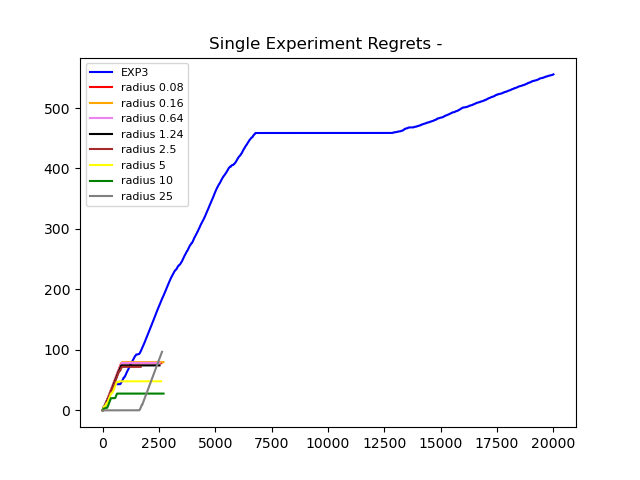 Single Experiment Regrets -
EXP3
radius 0.08
radius 0.16
radius 0.64
radius 1.24
radius 2.5
radius 5
radius 10
radius 25
500
400
300
200
100
0
0 2500 5000 7500 10000 12500 15000 17500 20000